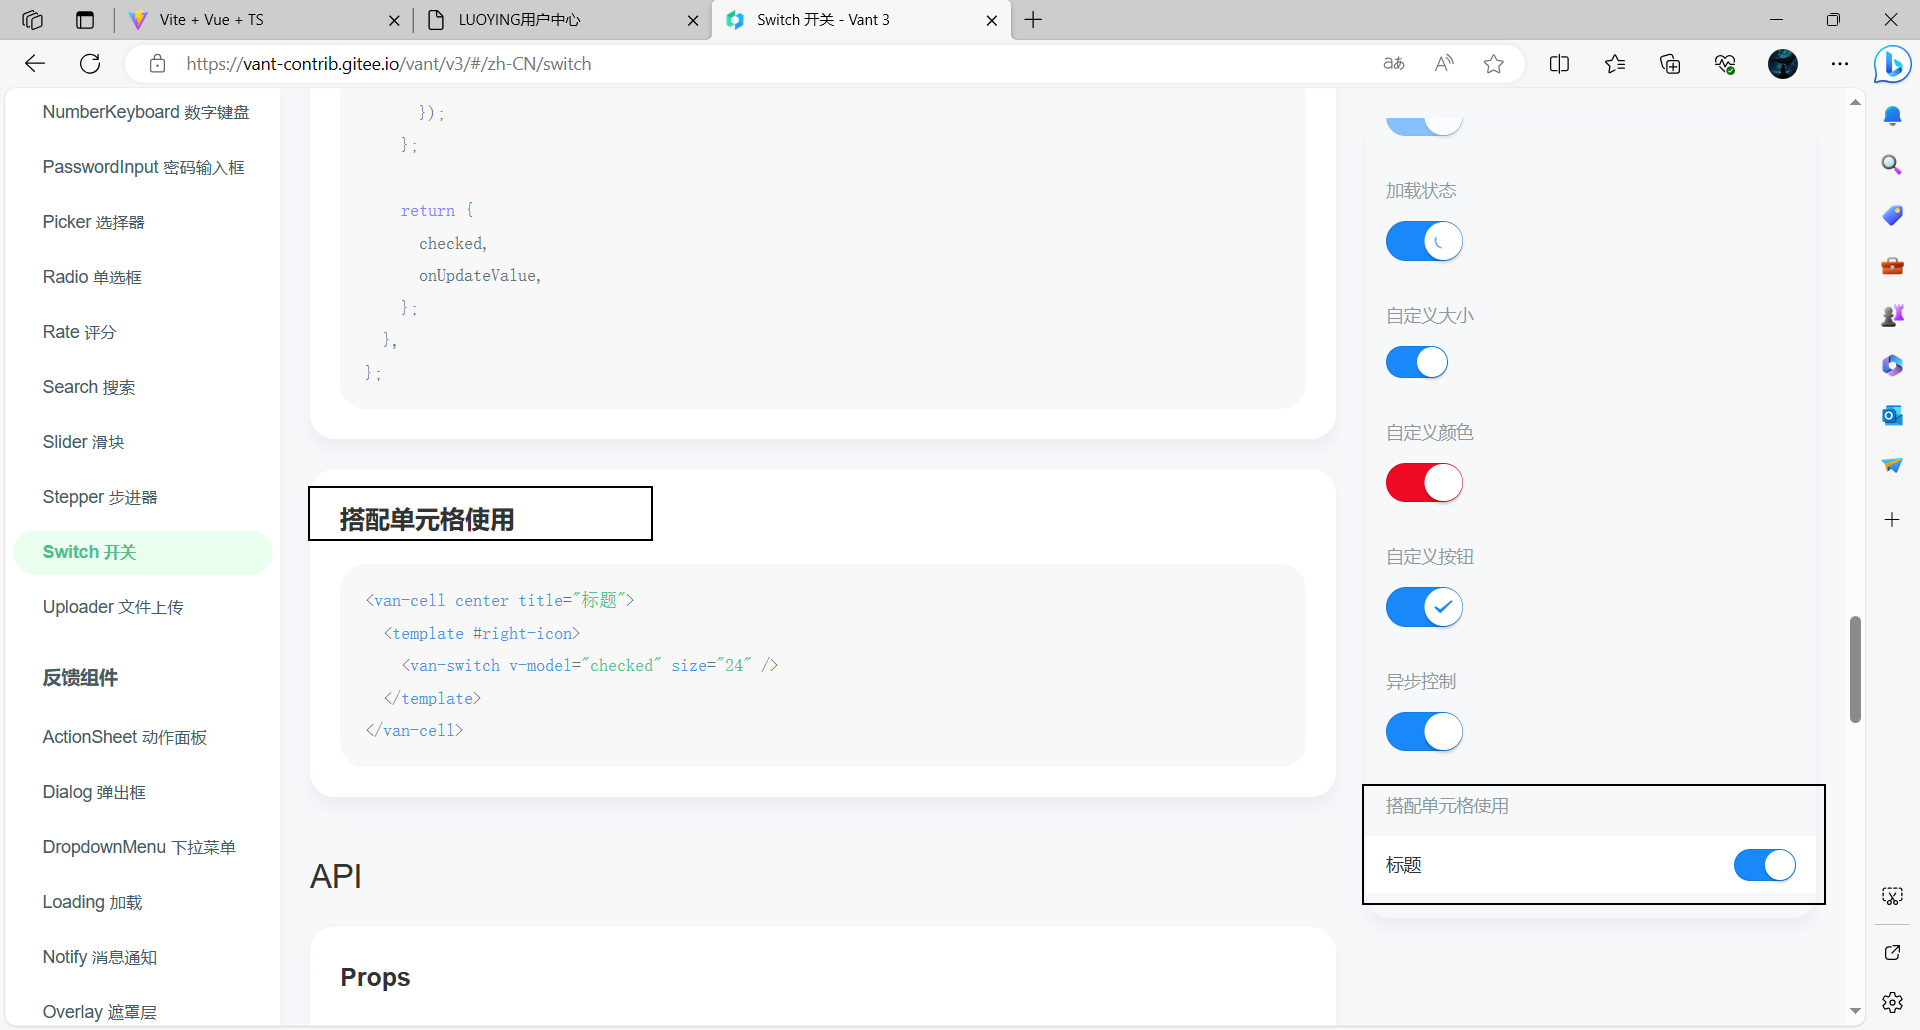 Vite + Vue + TS
LUOYING用户中心
Switch 开关 - Vant 3
https://vant-contrib.gitee.io/vant/v3/#/zh-CN/switch
NumberKeyboard 数字键盘
PasswordInput 密码输入框
Picker 选择器
Radio 单选框
Rate 评分
Search 搜索
Slider 滑块
Stepper 步进器
Switch 开关
Uploader 文件上传
反馈组件
ActionSheet 动作面板
Dialog 弹出框
DropdownMenu 下拉菜单
Loading 加载
Notify 消息通知
Overlay 遮罩层
});
};
return {
checked,
onUpdateValue,
};
},
};
搭配单元格使用
<van-cell center title="标题">
<template #right-icon>
<van-switch v-model="checked" size="24" />
</template>
</van-cell>
API
Props
加载状态
自定义大小
自定义颜色
自定义按钮
异步控制
搭配单元格使用
标题